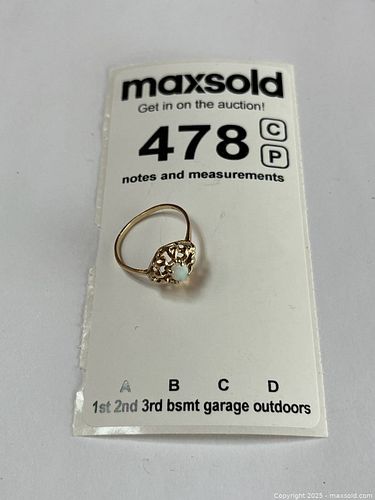 maxsold
Get in on the auction!
478 C
P
notes and measurements
A B C D
1st 2nd 3rd bsmt garage outdoors
Copyright 2025 - maxsold.com